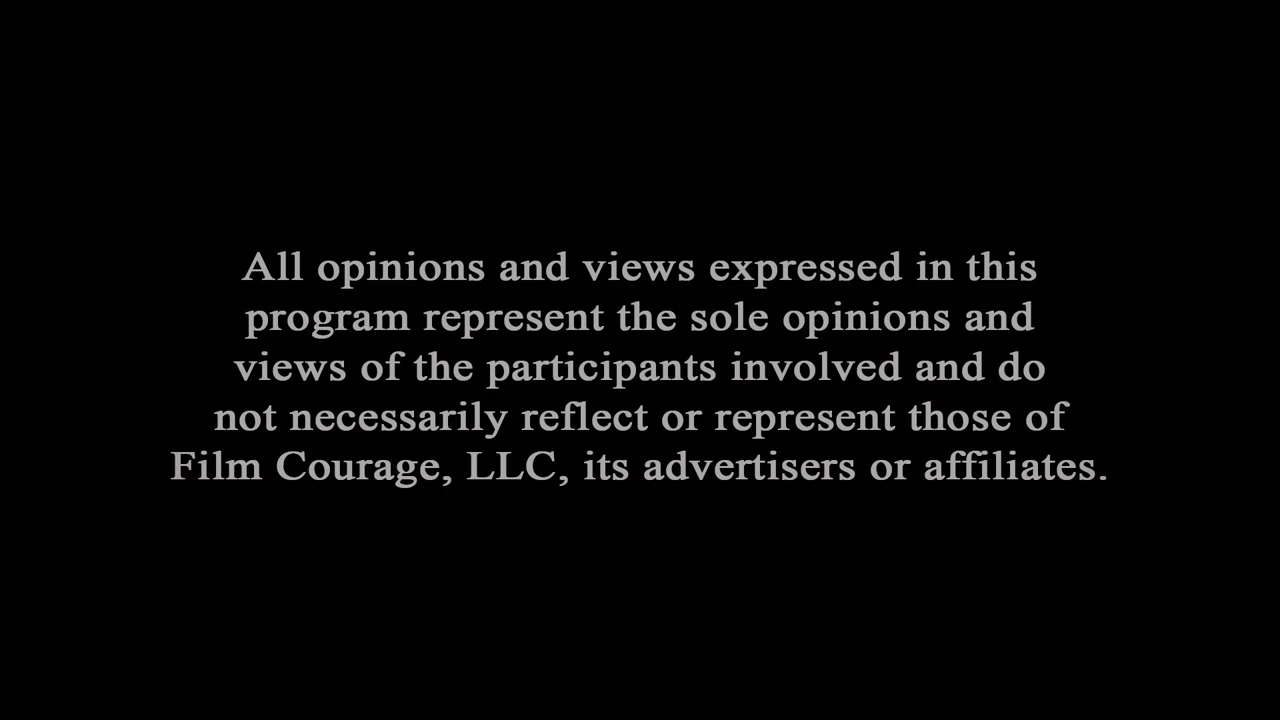 All opinions and views expressed in this
program represent the sole opinions and
views of the participants involved and do
not necessarily reflect or represent those of
Film Courage, LLC, its advertisers or affiliates.